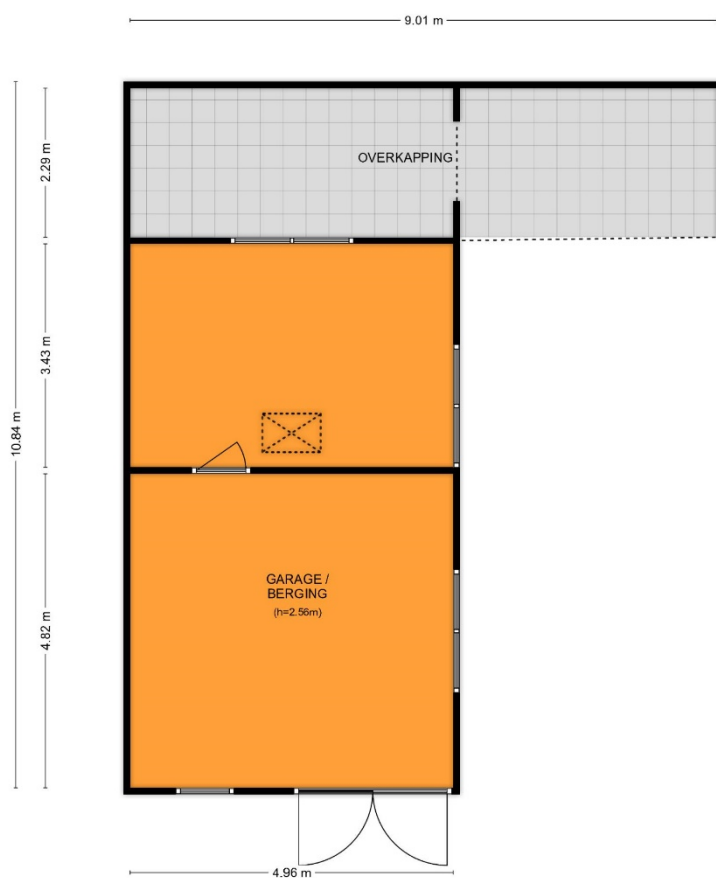 9.01 m
2.29 m
OVERKAPPING
3.43 m
10.84 m
GARAGE /
BERGING
(h=2.56m)
4.82 m
4.96 m